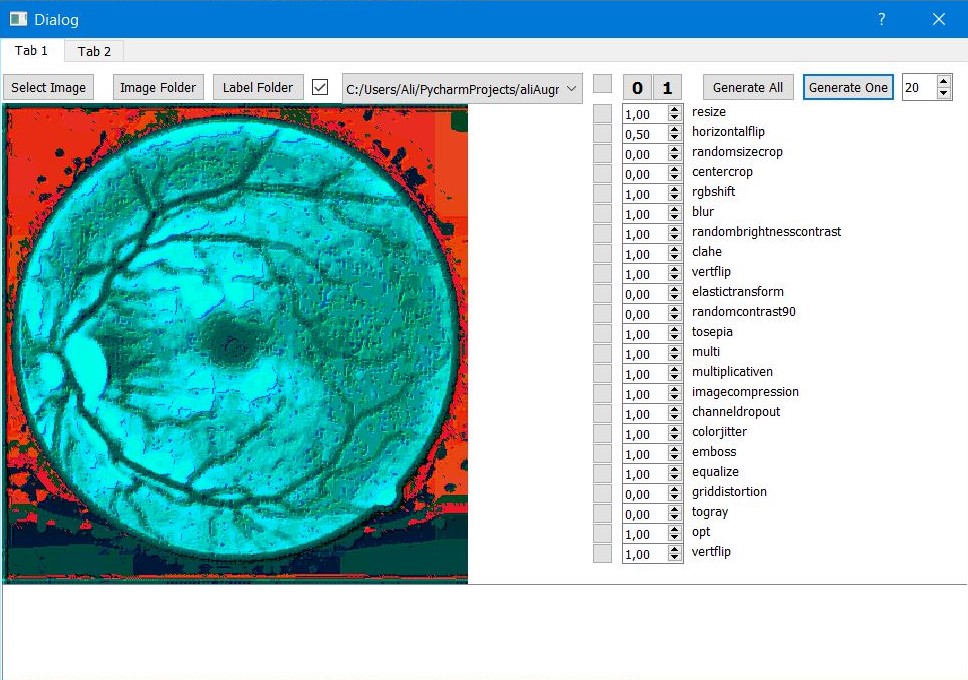 Dialog
?
Tab 1 Tab 2
Select Image Image Folder Label Folder C:/Users/Ali/PycharmProjects/aliAugr 0 1 Generate All Generate One 20
1,00 resize
0,50 horizontalflip
0,00 randomsizecrop
0,00 centercrop
1,00 rgbshift
1,00 blur
1,00 randombrightnesscontrast
1,00 clahe
1,00 vertflip
0,00 elastictransform
0,00 randomcontrast90
1,00 tosepia
1,00 multi
1,00 multiplicativen
1,00 imagecompression
1,00 channeldropout
1,00 colorjitter
1,00 emboss
1,00 equalize
0,00 griddistortion
0,00 togray
1,00 opt
1,00 vertflip